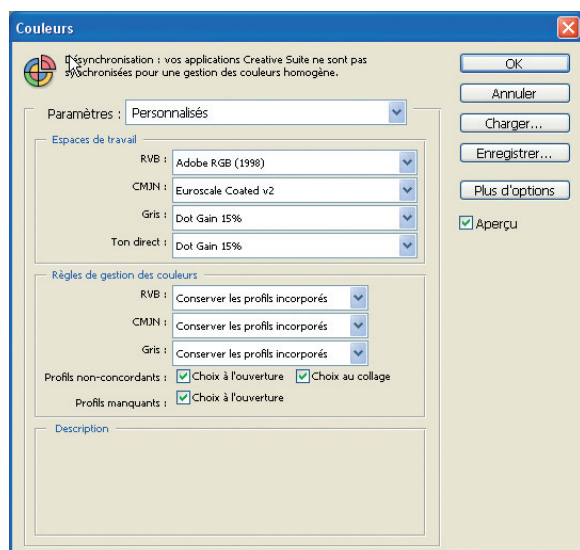 Couleurs
Désynchronisation : vos applications Creative Suite ne sont pas
synchronisées pour une gestion des couleurs homogène.
OK
Annuler
Charger...
Enregistrer...
Plus d'options
Aperçu
Paramètres : Personnalisés
Espaces de travail
RVB : Adobe RGB (1998)
CMJN : Euroscale Coated v2
Gris : Dot Gain 15%
Ton direct : Dot Gain 15%
Règles de gestion des couleurs
RVB : Conserver les profils incorporés
CMJN : Conserver les profils incorporés
Gris : Conserver les profils incorporés
Profils non-concordants : Choix à l'ouverture Choix au collage
Profils manquants : Choix à l'ouverture
Description